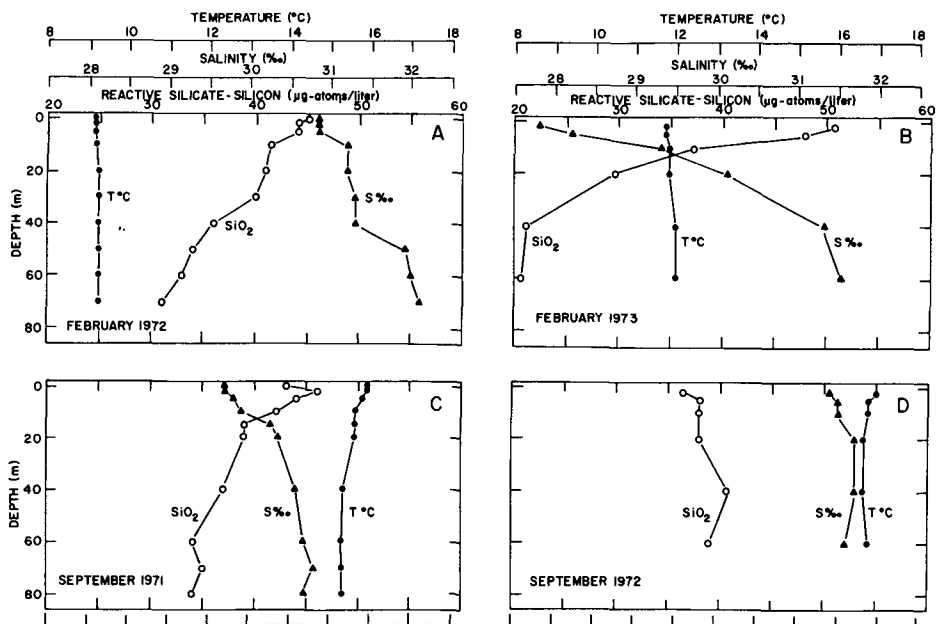 TEMPERATURE (°C)
8 10 12 14 16 18
SALINITY (‰)
28 29 30 31 32
REACTIVE SILICATE-SILICON (µg-atoms/liter)
20 30 40 50 60
0
20
40
60
80
DEPTH (m)
A
T°C
S‰
SiO2
FEBRUARY 1972
TEMPERATURE (°C)
8 10 12 14 16 18
SALINITY (‰)
28 29 30 31 32
REACTIVE SILICATE-SILICON (µg-atoms/liter)
20 30 40 50 60
B
SiO2
T°C
S‰
FEBRUARY 1973
0
20
40
60
80
DEPTH (m)
C
SiO2
S‰
T°C
SEPTEMBER 1971
D
SiO2
S‰
T°C
SEPTEMBER 1972